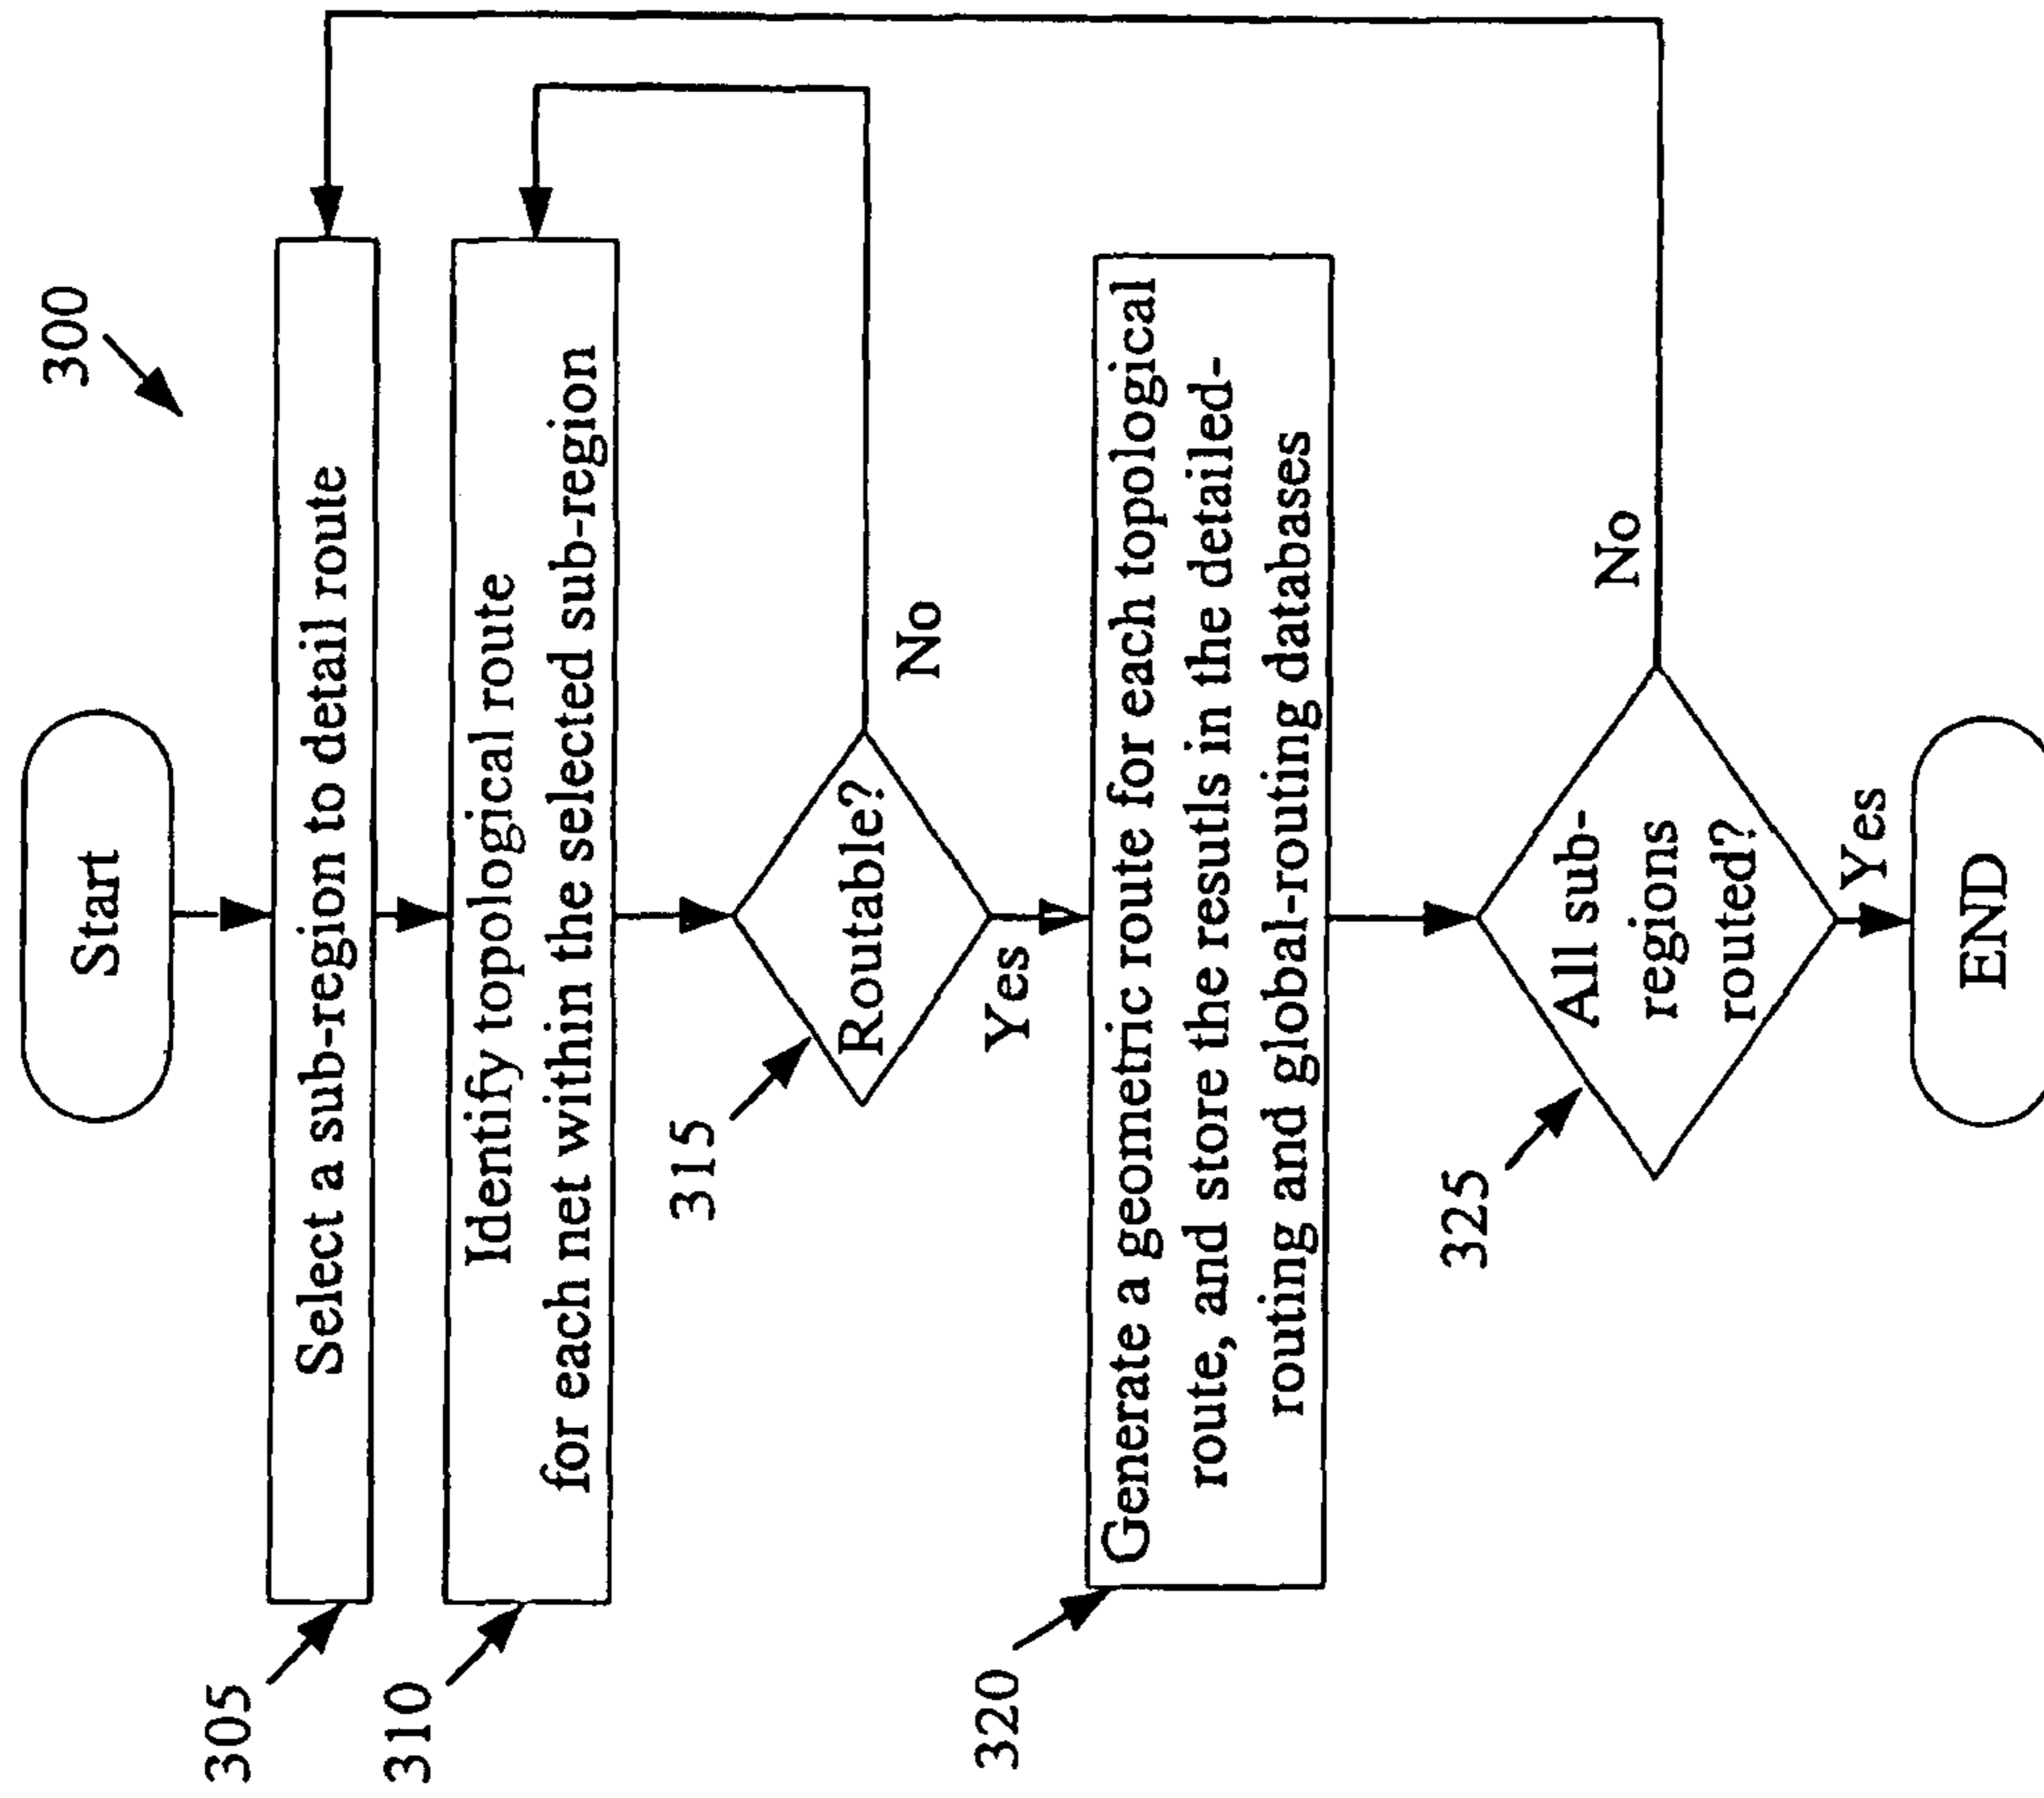 300
Start
305
Select a sub-region to detail route
310
Identify topological route
for each net within the selected sub-region
315
Routable?
No
Yes
320
Generate a geometric route for each topological
route, and store the resutls in the detailed-
routing and global-routing databases
325
All sub-
regions
routed?
No
Yes
END